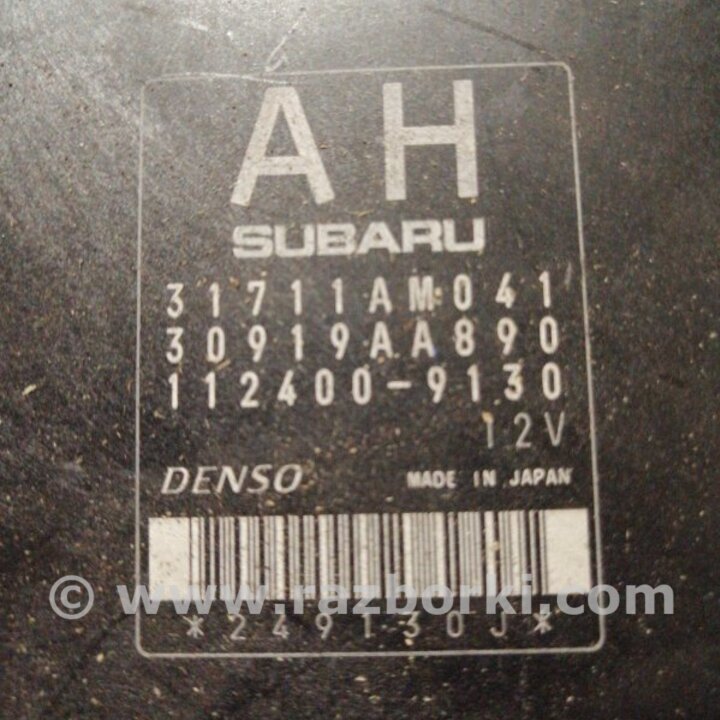 AH
SUBARU
31711AM041
30919AA890
112400-9130
12V
DENSO MADE IN JAPAN
© www.razborki.com
*249130J*